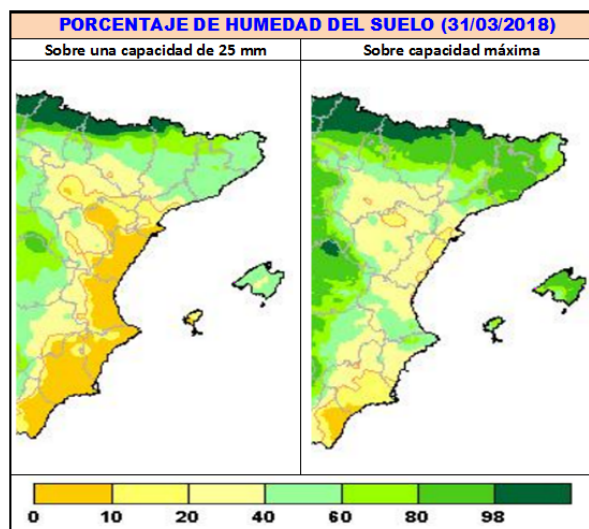 PORCENTAJE DE HUMEDAD DEL SUELO (31/03/2018)
Sobre una capacidad de 25 mm
Sobre capacidad máxima
0 10 20 40 60 80 98